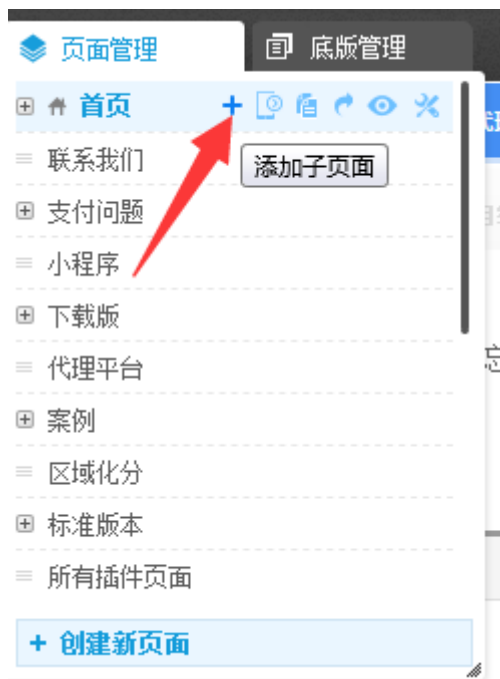 页面管理 底版管理
首页
添加子页面
联系我们
支付问题
小程序
下载版
代理平台
案例
区域化分
标准版本
所有插件页面
+ 创建新页面